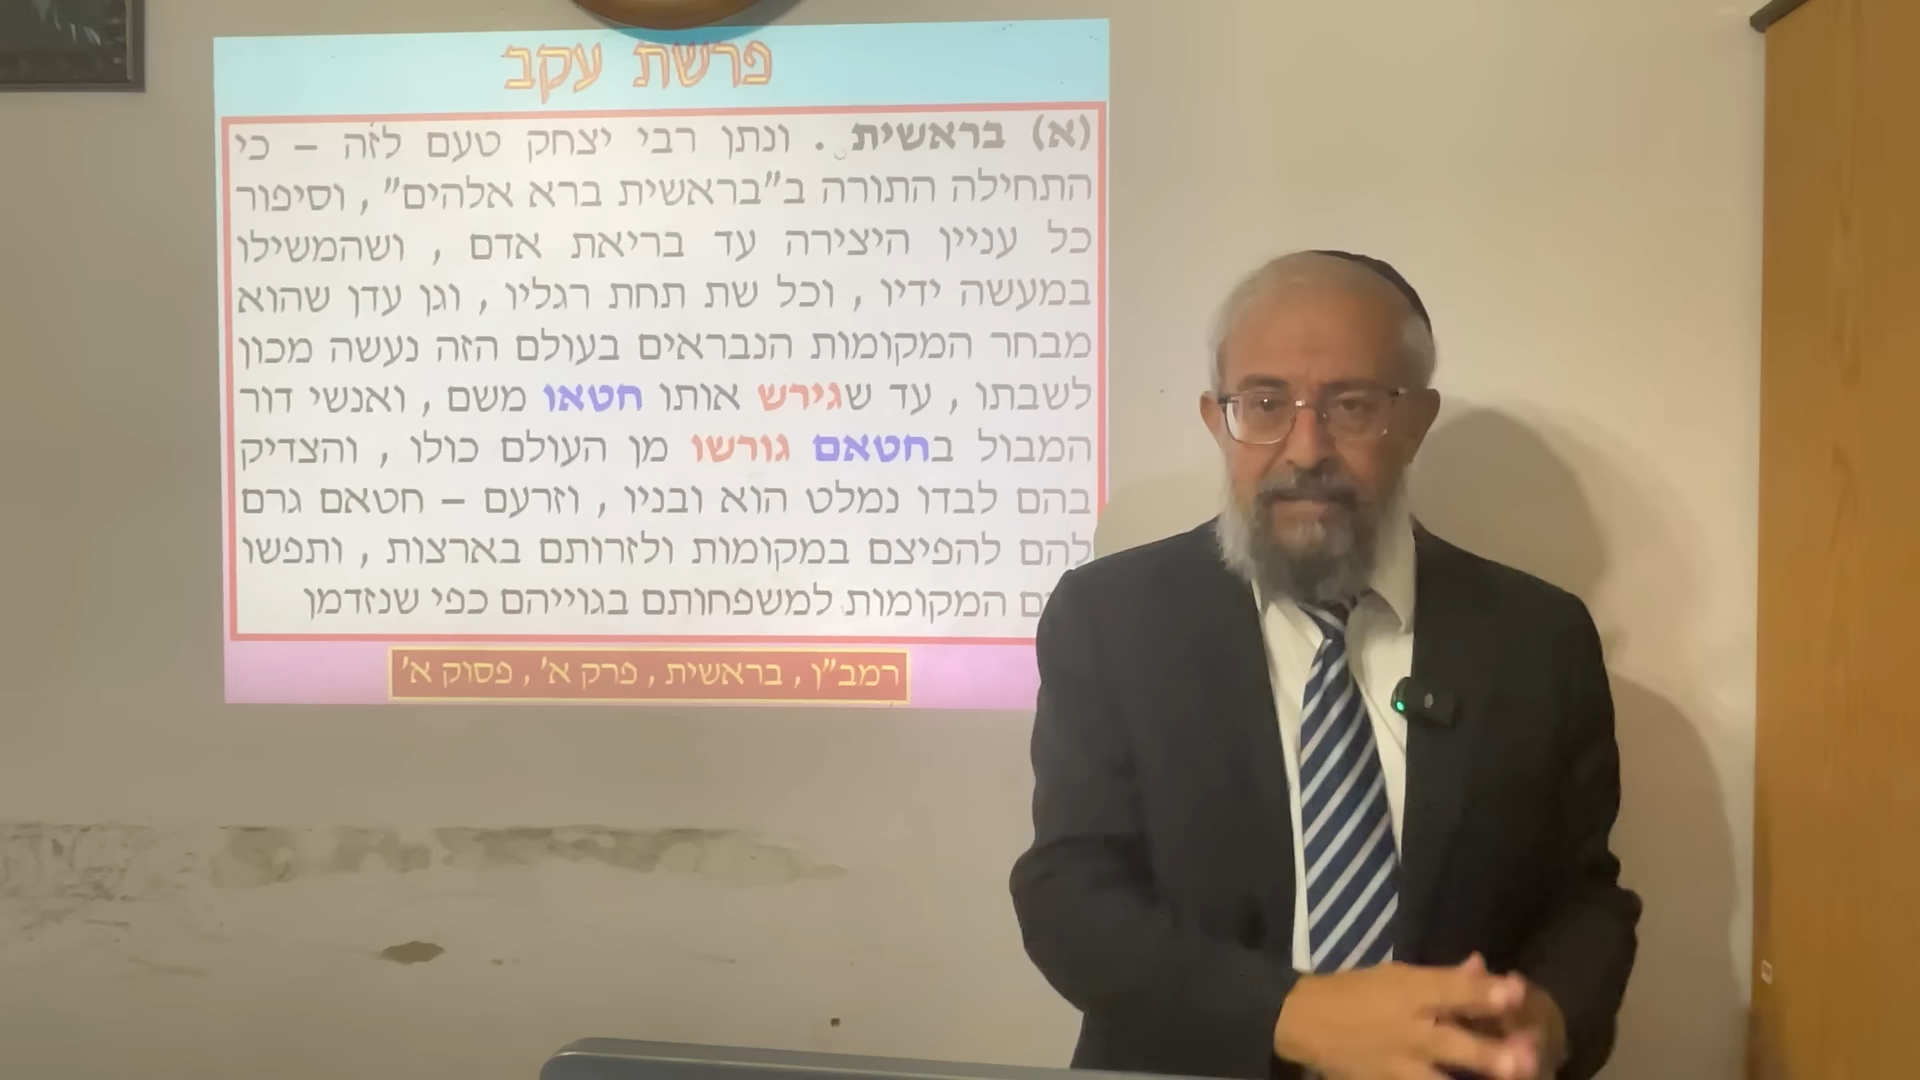 פרשת עקב
(א) בראשית . ונתן רבי יצחק טעם לזה – כי
התחילה התורה ב"בראשית ברא אלהים" , וסיפור
כל עניין היצירה עד בריאת אדם , ושהמשילו
במעשה ידיו , וכל שת תחת רגליו , וגן עדן שהוא
מבחר המקומות הנבראים בעולם הזה נעשה מכון
לשבתו , עד שגירש אותו חטאו משם , ואנשי דור
המבול בחטאם גורשו מן העולם כולו , והצדיק
בהם לבדו נמלט הוא ובניו , וזרעם – חטאם גרם
להם להפיצם במקומות ולזרותם בארצות , ותפשו
המקומות למשפחותם בגוייהם כפי שנזדמן
רמב"ן , בראשית , פרק א' , פסוק א'